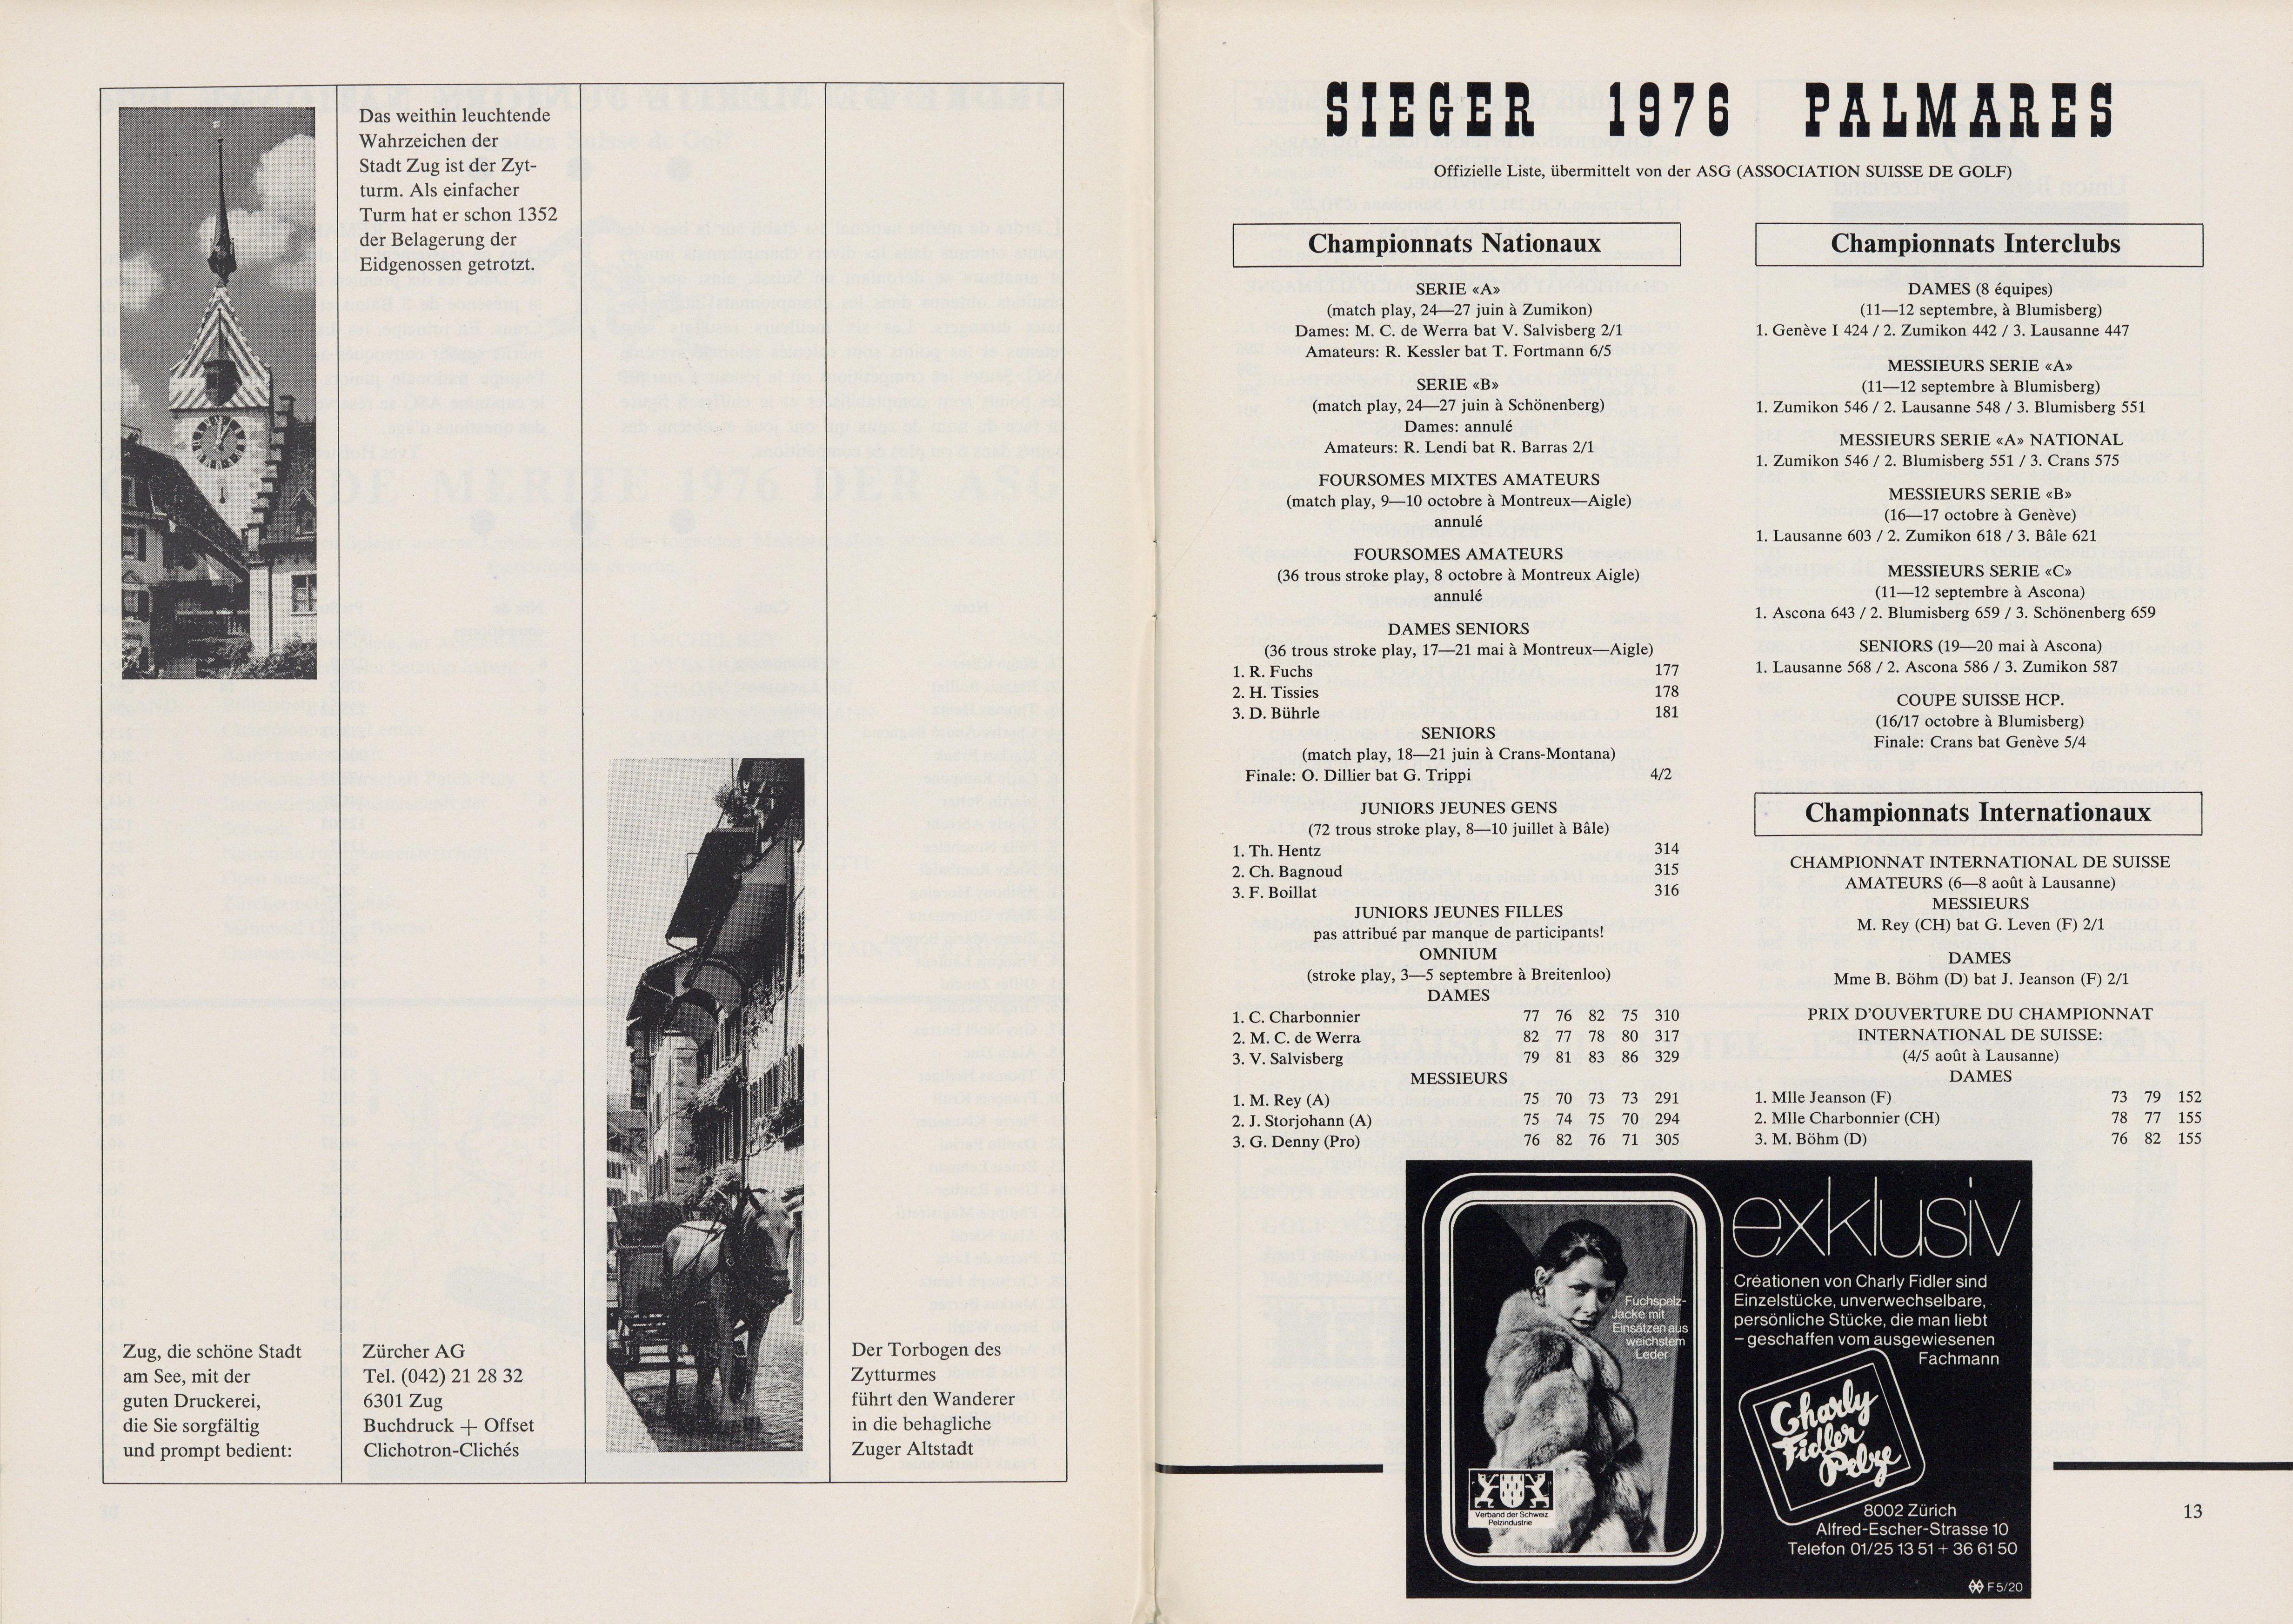 Das weithin leuchtende
Wahrzeichen der
Stadt Zug ist der Zyt-
turm. Als einfacher
Turm hat er schon 1352
der Belagerung der
Eidgenossen getrotzt.
Zug, die schöne Stadt
am See, mit der
guten Druckerei,
die Sie sorgfältig
und prompt bedient:
Zürcher AG
Tel. (042) 21 28 32
6301 Zug
Buchdruck + Offset
Clichotron-Clichés
Der Torbogen des
Zytturmes
führt den Wanderer
in die behagliche
Zuger Altstadt
SIEGER 1976 PALMARES
Offizielle Liste, übermittelt von der ASG (ASSOCIATION SUISSE DE GOLF)
Championnats Nationaux
SERIE «A»
(match play, 24—27 juin à Zumikon)
Dames: M. C. de Werra bat V. Salvisberg 2/1
Amateurs: R. Kessler bat T. Fortmann 6/5
SERIE «B»
(match play, 24—27 juin à Schönenberg)
Dames: annulé
Amateurs: R. Lendi bat R. Barras 2/1
FOURSOMES MIXTES AMATEURS
(match play, 9—10 octobre à Montreux—Aigle)
annulé
FOURSOMES AMATEURS
(36 trous stroke play, 8 octobre à Montreux Aigle)
annulé
DAMES SENIORS
(36 trous stroke play, 17—21 mai à Montreux—Aigle)
1. R. Fuchs 177
2. H. Tissies 178
3. D. Bührle 181
SENIORS
(match play, 18—21 juin à Crans-Montana)
Finale: O. Dillier bat G. Trippi 4/2
JUNIORS JEUNES GENS
(72 trous stroke play, 8—10 juillet à Bâle)
1. Th. Hentz 314
2. Ch. Bagnoud 315
3. F. Boillat 316
JUNIORS JEUNES FILLES
pas attribué par manque de participants!
OMNIUM
(stroke play, 3—5 septembre à Breitenloo)
DAMES
1. C. Charbonnier 77 76 82 75 310
2. M. C. de Werra 82 77 78 80 317
3. V. Salvisberg 79 81 83 86 329
MESSIEURS
1. M. Rey (A) 75 70 73 73 291
2. J. Storjohann (A) 75 74 75 70 294
3. G. Denny (Pro) 76 82 76 71 305
Championnats Interclubs
DAMES (8 équipes)
(11—12 septembre, à Blumisberg)
1. Genève I 424 / 2. Zumikon 442 / 3. Lausanne 447
MESSIEURS SERIE «A»
(11—12 septembre à Blumisberg)
1. Zumikon 546 / 2. Lausanne 548 / 3. Blumisberg 551
MESSIEURS SERIE «A» NATIONAL
1. Zumikon 546 / 2. Blumisberg 551 / 3. Crans 575
MESSIEURS SERIE «B»
(16—17 octobre à Genève)
1. Lausanne 603 / 2. Zumikon 618 / 3. Bâle 621
MESSIEURS SERIE «C»
(11—12 septembre à Ascona)
1. Ascona 643 / 2. Blumisberg 659 / 3. Schönenberg 659
SENIORS (19—20 mai à Ascona)
1. Lausanne 568 / 2. Ascona 586 / 3. Zumikon 587
COUPE SUISSE HCP.
(16/17 octobre à Blumisberg)
Finale: Crans bat Genève 5/4
Championnats Internationaux
CHAMPIONNAT INTERNATIONAL DE SUISSE
AMATEURS (6—8 août à Lausanne)
MESSIEURS
M. Rey (CH) bat G. Leven (F) 2/1
DAMES
Mme B. Böhm (D) bat J. Jeanson (F) 2/1
PRIX D'OUVERTURE DU CHAMPIONNAT
INTERNATIONAL DE SUISSE:
(4/5 août à Lausanne)
DAMES
1. Mlle Jeanson (F) 73 79 152
2. Mlle Charbonnier (CH) 78 77 155
3. M. Böhm (D) 76 82 155
Fuchspelz-
Jacke mit
Einsätzen aus
weichstem
Leder
Verband der Schweiz.
Pelzindustrie
exklusiv
Créationen von Charly Fidler sind
Einzelstücke, unverwechselbare,
persönliche Stücke, die man liebt
– geschaffen vom ausgewiesenen
Fachmann
Charly
Fidler
Pelze
8002 Zürich
Alfred-Escher-Strasse 10
Telefon 01/25 13 51 + 36 61 50
F 5/20
13